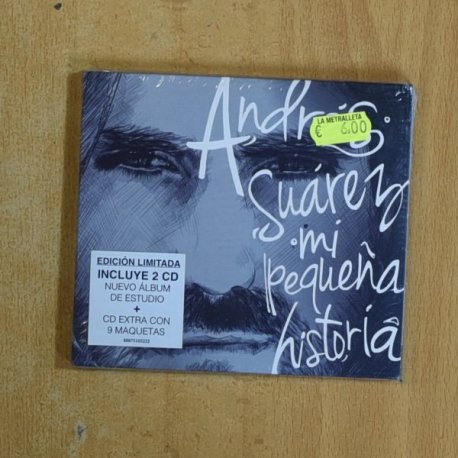 Andrés
LA METRALLETA
€ 6.00
Suárez
mi
pequeña
historia
EDICIÓN LIMITADA
INCLUYE 2 CD
NUEVO ÁLBUM
DE ESTUDIO
+
CD EXTRA CON
9 MAQUETAS